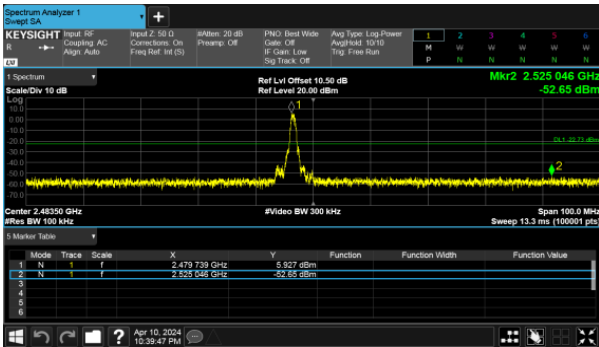 Spectrum Analyzer 1
Swept SA
+
KEYSIGHT Input: RF Input Z: 50 Ω #Atten: 20 dB PNO: Best Wide Avg Type: Log-Power 1 2 3 4 5 6
R Coupling: AC Corrections: On Preamp: Off Gate: Off Avg|Hold: 10/10 M W W W W W
Align: Auto Freq Ref: Int (S) IF Gain: Low Trig: Free Run P N N N N N
LXI Sig Track: Off
1 Spectrum Ref Lvl Offset 10.50 dB Mkr2 2.525 046 GHz
Scale/Div 10 dB Ref Level 20.00 dBm -52.65 dBm
Log
10.0
0.00
-10.0
-20.0
-30.0
-40.0
-50.0
-60.0
-70.0
1
DL1 -22.73 dBm
2
Center 2.48350 GHz #Video BW 300 kHz Span 100.0 MHz
#Res BW 100 kHz Sweep 13.3 ms (100001 pts)
5 Marker Table
Mode Trace Scale X Y Function Function Width Function Value
1 N 1 f 2.479 739 GHz 5.927 dBm
2 N 1 f 2.525 046 GHz -52.65 dBm
3
4
5
6
? Apr 10, 2024
10:39:47 PM